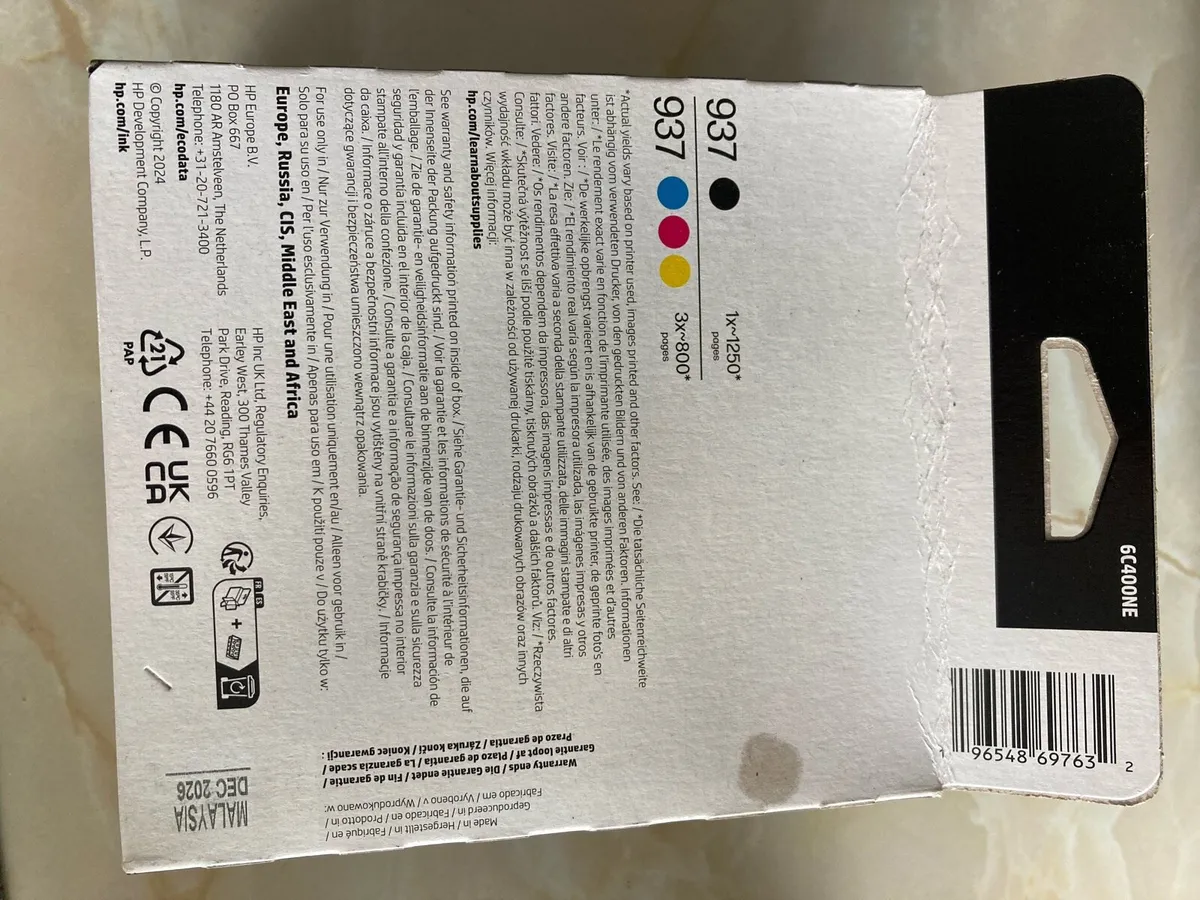 6C400NE
1 96548 69763 2
937 1x~1250*
pages
937 3x~800*
pages
*Actual yields vary based on printer used, images printed and other factors. See: / *Die tatsächliche Seitenreichweite
ist abhängig vom verwendeten Drucker, von den gedruckten Bildern und von anderen Faktoren. Informationen
unter: / *Le rendement exact varie en fonction de l'imprimante utilisée, des images imprimées et d'autres
facteurs. Voir : / *De werkelijke opbrengst varieert en is afhankelijk van de gebruikte printer, de geprinte foto's en
andere factoren. Zie: / *El rendimiento real varía según la impresora utilizada, las imágenes impresas y otros
factores. Visite: / *La resa effettiva varia a seconda della stampante utilizzata, delle immagini stampate e di altri
fattori. Vedere: / *Os rendimentos dependem da impressora, das imagens impressas e de outros factores.
Consulte: / *Skutečná výtěžnost se liší podle použité tiskárny, tisknutých obrázků a dalších faktorů. Viz: / *Rzeczywista
wydajność wkładu może być inna w zależności od używanej drukarki, rodzaju drukowanych obrazów oraz innych
czynników. Więcej informacji:
hp.com/learnaboutsupplies
See warranty and safety information printed on inside of box. / Siehe Garantie- und Sicherheitsinformationen, die auf
der Innenseite der Packung aufgedruckt sind. / Voir la garantie et les informations de sécurité à l'intérieur de
l'emballage. / Zie de garantie- en veiligheidsinformatie aan de binnenzijde van de doos. / Consulte la información de
seguridad y garantía incluida en el interior de la caja. / Consultare le informazioni sulla garanzia e sulla sicurezza
stampate all'interno della confezione. / Consulte a garantia e a informação de segurança impressa no interior
da caixa. / Informace o záruce a bezpečnostní informace jsou vytištěny na vnitřní straně krabičky. / Informacje
dotyczące gwarancji i bezpieczeństwa umieszczono wewnątrz opakowania.
For use only in / Nur zur Verwendung in / Pour une utilisation uniquement en/au / Alleen voor gebruik in /
Solo para su uso en / Per l'uso esclusivamente in / Apenas para uso em / K použití pouze v / Do użytku tylko w:
Europe, Russia, CIS, Middle East and Africa
HP Europe B.V.
PO Box 667
1180 AR Amstelveen, The Netherlands
Telephone: +31-20-721-3400
hp.com/ecodata
© Copyright 2024
HP Development Company, L.P.
hp.com/ink
HP Inc UK Ltd, Regulatory Enquiries,
Earley West, 300 Thames Valley
Park Drive, Reading, RG6 1PT
Telephone: +44 20 7660 0596
21
PAP
CE
UK
CA
FR ES
+
Warranty ends / Die Garantie endet / Fin de garantie /
Garantie loopt af / Plazo de garantía / La garanzia scade /
Prazo de garantia / Záruka končí / Koniec gwarancji :
Made in / Hergestellt in / Fabriqué en /
Geproduceerd in / Fabricado en / Prodotto in /
Fabricado em / Vyrobeno v / Wyprodukowano w:
DEC 2026
MALAYSIA